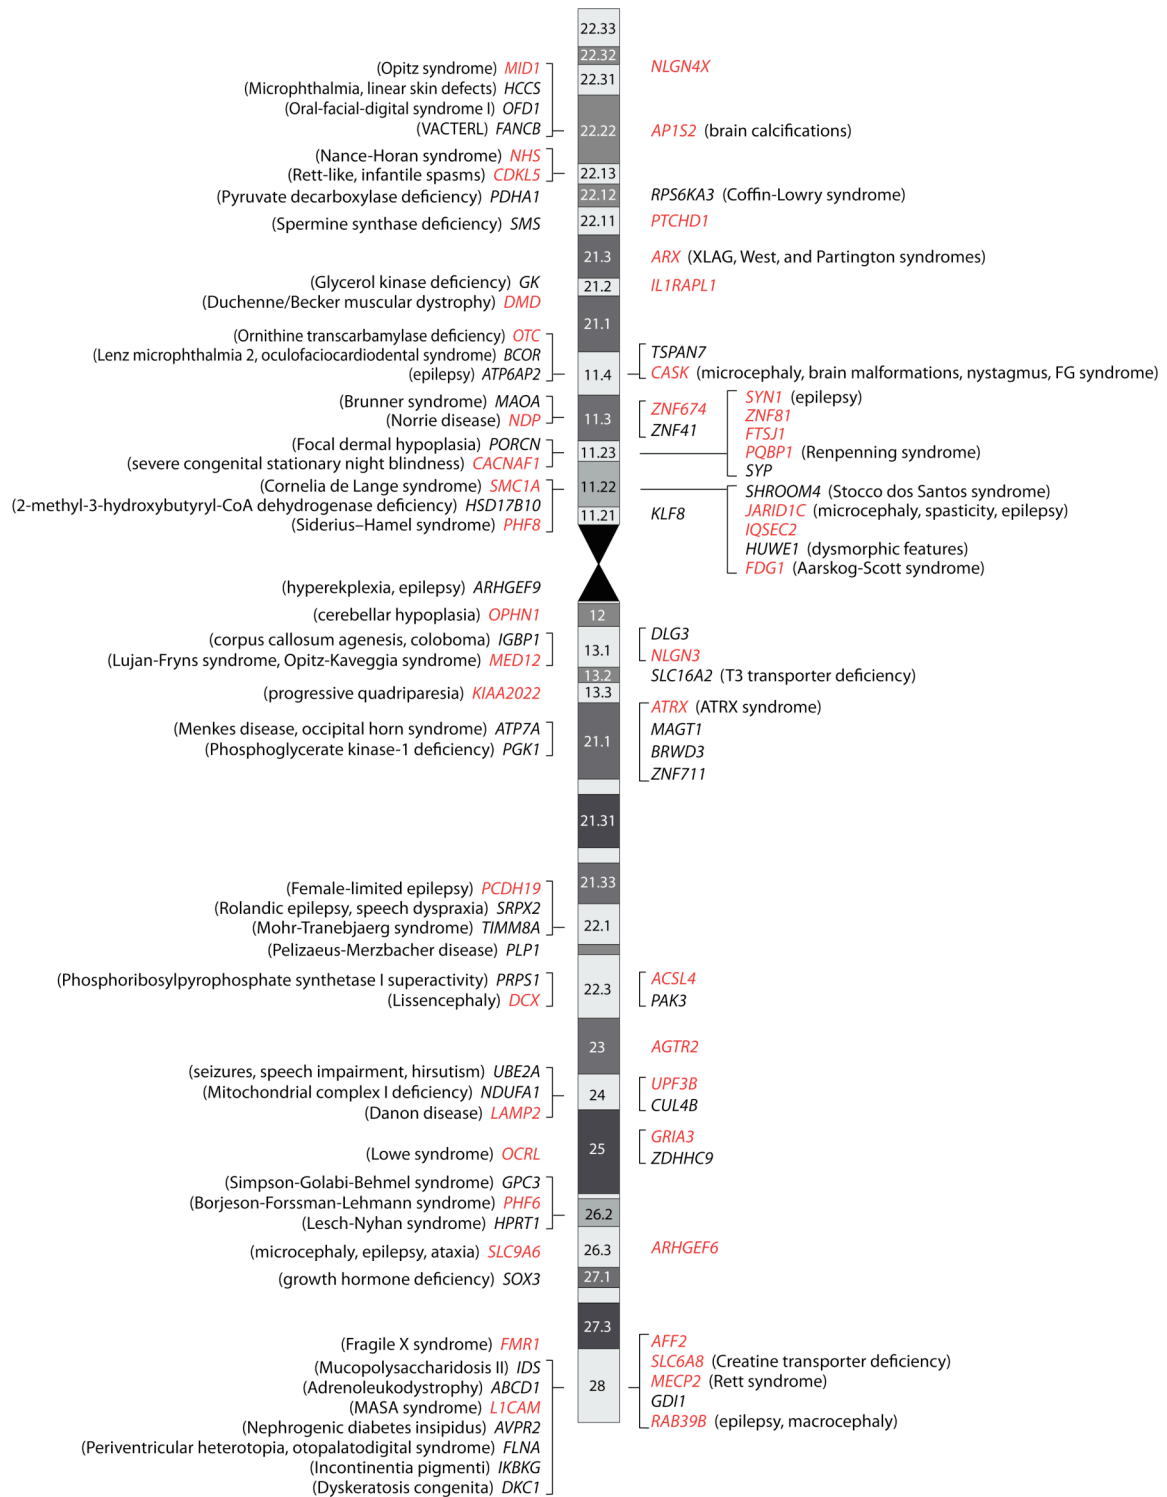 22.33
22.32
(Opitz syndrome) MID1
22.31
NLGN4X
(Microphthalmia, linear skin defects) HCCS
(Oral-facial-digital syndrome I) OFD1
(VACTERL) FANCB
22.22
AP1S2 (brain calcifications)
(Nance-Horan syndrome) NHS
(Rett-like, infantile spasms) CDKL5
22.13
(Pyruvate decarboxylase deficiency) PDHA1
22.12
RPS6KA3 (Coffin-Lowry syndrome)
(Spermine synthase deficiency) SMS
22.11
PTCHD1
21.3
ARX (XLAG, West, and Partington syndromes)
(Glycerol kinase deficiency) GK
21.2
IL1RAPL1
(Duchenne/Becker muscular dystrophy) DMD
21.1
(Ornithine transcarbamylase deficiency) OTC
(Lenz microphthalmia 2, oculofaciocardiodental syndrome) BCOR
(epilepsy) ATP6AP2
11.4
TSPAN7
CASK (microcephaly, brain malformations, nystagmus, FG syndrome)
(Brunner syndrome) MAOA
(Norrie disease) NDP
11.3
ZNF674
ZNF41
SYN1 (epilepsy)
ZNF81
FTSJ1
PQBP1 (Renpenning syndrome)
SYP
(Focal dermal hypoplasia) PORCN
(severe congenital stationary night blindness) CACNAF1
11.23
(Cornelia de Lange syndrome) SMC1A
(2-methyl-3-hydroxybutyryl-CoA dehydrogenase deficiency) HSD17B10
(Siderius–Hamel syndrome) PHF8
11.22
11.21
KLF8
SHROOM4 (Stocco dos Santos syndrome)
JARID1C (microcephaly, spasticity, epilepsy)
IQSEC2
HUWE1 (dysmorphic features)
FDG1 (Aarskog-Scott syndrome)
(hyperekplexia, epilepsy) ARHGEF9
(cerebellar hypoplasia) OPHN1
12
(corpus callosum agenesis, coloboma) IGBP1
(Lujan-Fryns syndrome, Opitz-Kaveggia syndrome) MED12
13.1
DLG3
NLGN3
13.2
SLC16A2 (T3 transporter deficiency)
(progressive quadriparesia) KIAA2022
13.3
(Menkes disease, occipital horn syndrome) ATP7A
(Phosphoglycerate kinase-1 deficiency) PGK1
21.1
ATRX (ATRX syndrome)
MAGT1
BRWD3
ZNF711
21.31
21.33
(Female-limited epilepsy) PCDH19
(Rolandic epilepsy, speech dyspraxia) SRPX2
(Mohr-Tranebjaerg syndrome) TIMM8A
22.1
(Pelizaeus-Merzbacher disease) PLP1
(Phosphoribosylpyrophosphate synthetase I superactivity) PRPS1
(Lissencephaly) DCX
22.3
ACSL4
PAK3
23
AGTR2
(seizures, speech impairment, hirsutism) UBE2A
(Mitochondrial complex I deficiency) NDUFA1
(Danon disease) LAMP2
24
UPF3B
CUL4B
(Lowe syndrome) OCRL
25
GRIA3
ZDHHC9
(Simpson-Golabi-Behmel syndrome) GPC3
(Borjeson-Forssman-Lehmann syndrome) PHF6
(Lesch-Nyhan syndrome) HPRT1
26.2
(microcephaly, epilepsy, ataxia) SLC9A6
26.3
ARHGEF6
(growth hormone deficiency) SOX3
27.1
27.3
(Fragile X syndrome) FMR1
(Mucopolysaccharidosis II) IDS
(Adrenoleukodystrophy) ABCD1
(MASA syndrome) L1CAM
(Nephrogenic diabetes insipidus) AVPR2
(Periventricular heterotopia, otopalatodigital syndrome) FLNA
(Incontinentia pigmenti) IKBKG
(Dyskeratosis congenita) DKC1
28
AFF2
SLC6A8 (Creatine transporter deficiency)
MECP2 (Rett syndrome)
GDI1
RAB39B (epilepsy, macrocephaly)